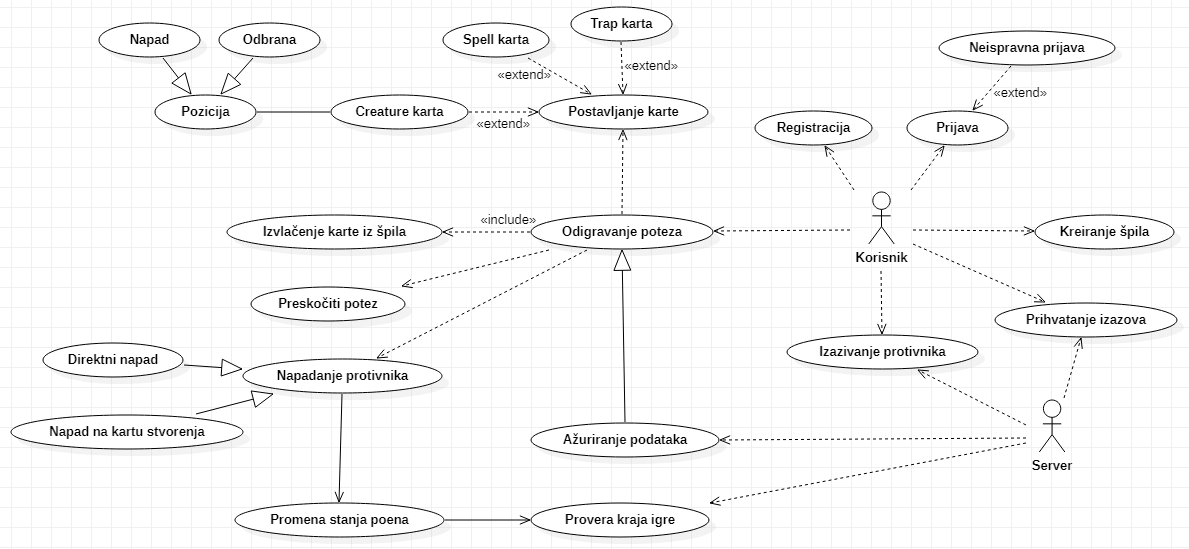 Napad
Odbrana
Spell karta
Trap karta
Neispravna prijava
«extend»
«extend»
«extend»
Pozicija
Creature karta
«extend»
Postavljanje karte
Registracija
Prijava
Izvlačenje karte iz špila
«include»
Odigravanje poteza
Korisnik
Kreiranje špila
Preskočiti potez
Prihvatanje izazova
Direktni napad
Napadanje protivnika
Izazivanje protivnika
Napad na kartu stvorenja
Ažuriranje podataka
Server
Promena stanja poena
Provera kraja igre